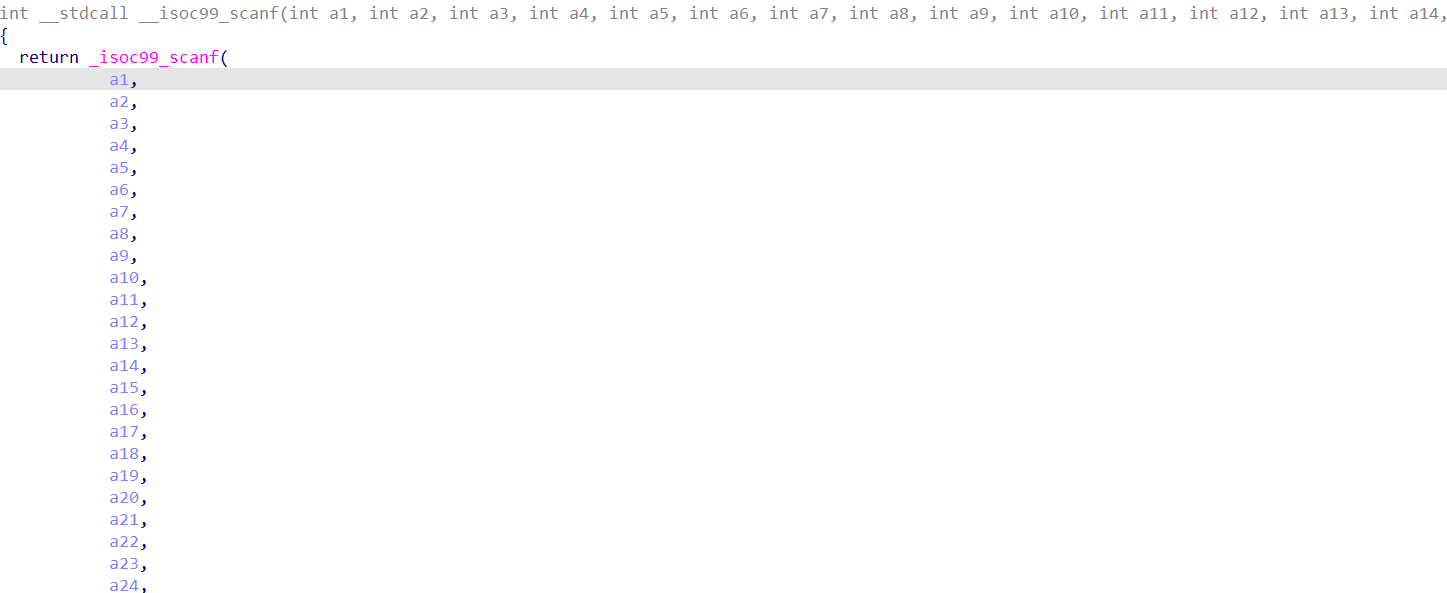 int __stdcall __isoc99_scanf(int a1, int a2, int a3, int a4, int a5, int a6, int a7, int a8, int a9, int a10, int a11, int a12, int a13, int a14,
{
return _isoc99_scanf(
a1,
a2,
a3,
a4,
a5,
a6,
a7,
a8,
a9,
a10,
a11,
a12,
a13,
a14,
a15,
a16,
a17,
a18,
a19,
a20,
a21,
a22,
a23,
a24,